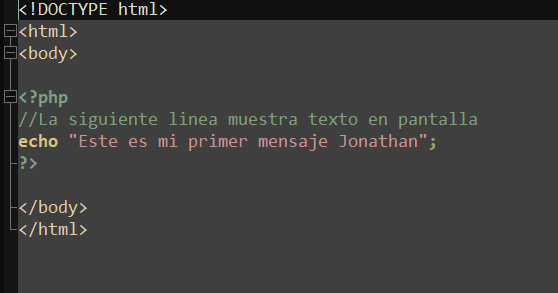 <!DOCTYPE html>
<html>
<body>
<?php
//La siguiente linea muestra texto en pantalla
echo "Este es mi primer mensaje Jonathan";
?>
</body>
</html>